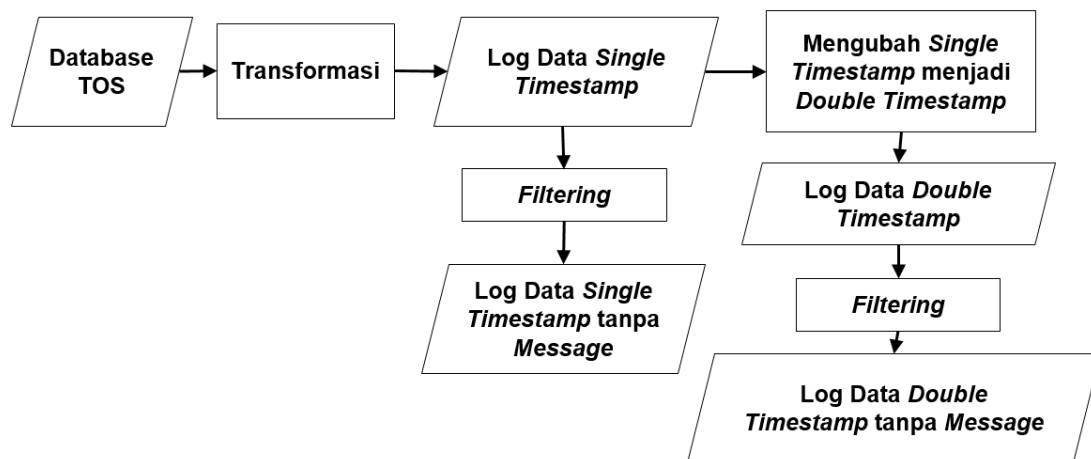 Database
TOS
Transformasi
Log Data Single
Timestamp
Mengubah Single
Timestamp menjadi
Double Timestamp
Filtering
Log Data Single
Timestamp tanpa
Message
Log Data Double
Timestamp
Filtering
Log Data Double
Timestamp tanpa Message